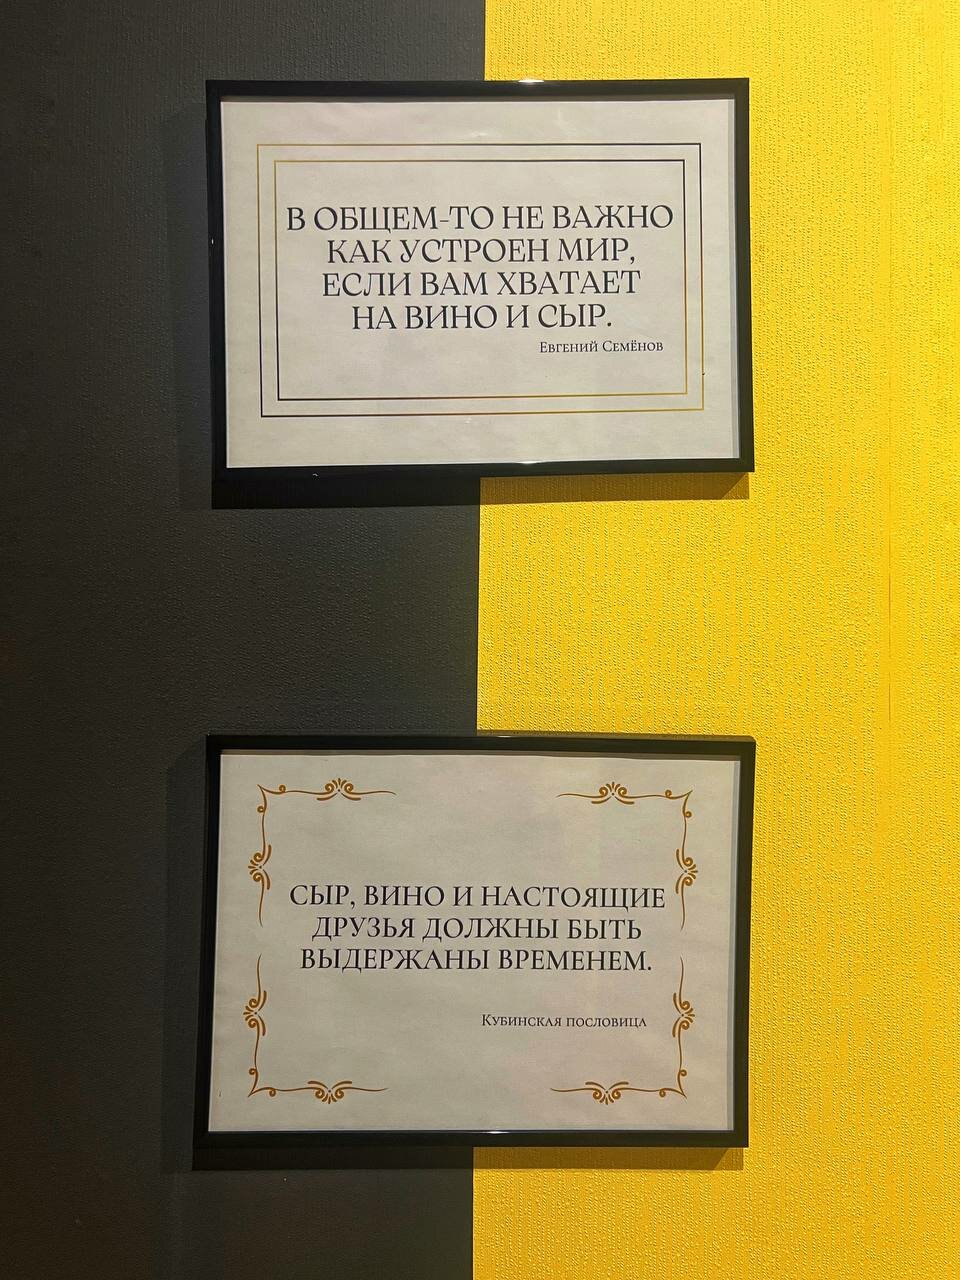 В ОБЩЕМ-ТО НЕ ВАЖНО
КАК УСТРОЕН МИР,
ЕСЛИ ВАМ ХВАТАЕТ
НА ВИНО И СЫР.
Евгений Семёнов
СЫР, ВИНО И НАСТОЯЩИЕ
ДРУЗЬЯ ДОЛЖНЫ БЫТЬ
ВЫДЕРЖАНЫ ВРЕМЕНЕМ.
Кубинская пословица